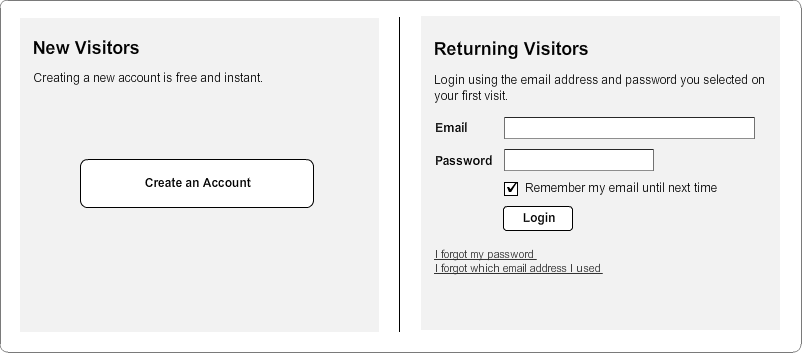 New Visitors
Creating a new account is free and instant.
Create an Account
Returning Visitors
Login using the email address and password you selected on
your first visit.
Email
Password
Remember my email until next time
Login
I forgot my password
I forgot which email address I used